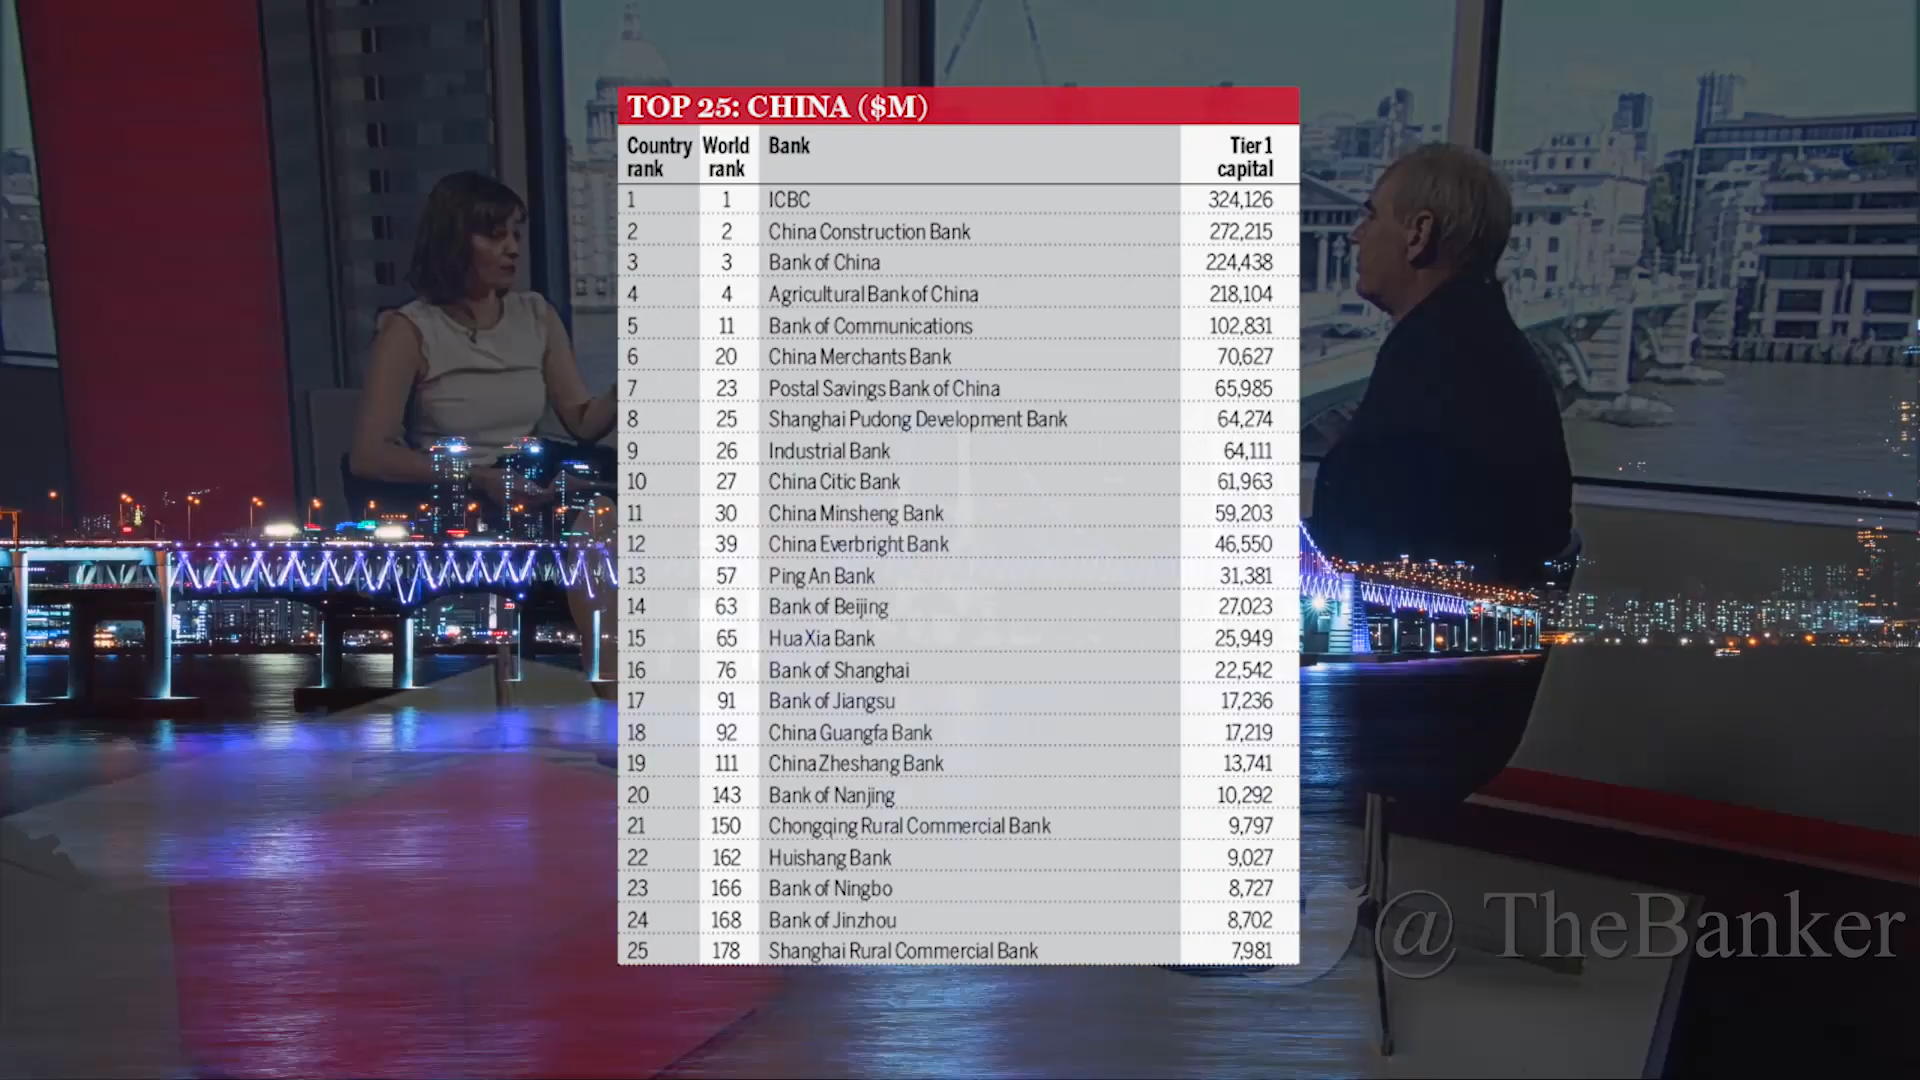 TOP 25: CHINA ($M)
Country rank World rank Bank Tier 1 capital
1 1 ICBC 324,126
2 2 China Construction Bank 272,215
3 3 Bank of China 224,438
4 4 Agricultural Bank of China 218,104
5 11 Bank of Communications 102,831
6 20 China Merchants Bank 70,627
7 23 Postal Savings Bank of China 65,985
8 25 Shanghai Pudong Development Bank 64,274
9 26 Industrial Bank 64,111
10 27 China Citic Bank 61,963
11 30 China Minsheng Bank 59,203
12 39 China Everbright Bank 46,550
13 57 Ping An Bank 31,381
14 63 Bank of Beijing 27,023
15 65 Hua Xia Bank 25,949
16 76 Bank of Shanghai 22,542
17 91 Bank of Jiangsu 17,236
18 92 China Guangfa Bank 17,219
19 111 China Zheshang Bank 13,741
20 143 Bank of Nanjing 10,292
21 150 Chongqing Rural Commercial Bank 9,797
22 162 Huishang Bank 9,027
23 166 Bank of Ningbo 8,727
24 168 Bank of Jinzhou 8,702
25 178 Shanghai Rural Commercial Bank 7,981
@TheBanker